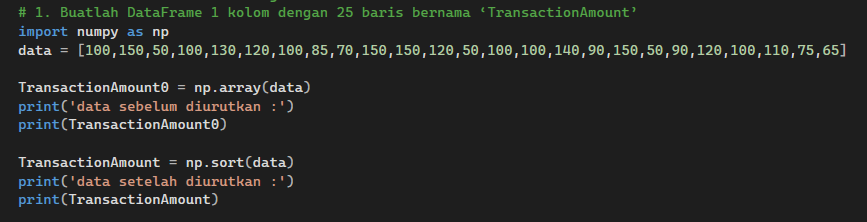 # 1. Buatlah DataFrame 1 kolom dengan 25 baris bernama ‘TransactionAmount’
import numpy as np
data = [100,150,50,100,130,120,100,85,70,150,150,120,50,100,100,140,90,150,50,90,120,100,110,75,65]
TransactionAmount0 = np.array(data)
print('data sebelum diurutkan :')
print(TransactionAmount0)
TransactionAmount = np.sort(data)
print('data setelah diurutkan :')
print(TransactionAmount)